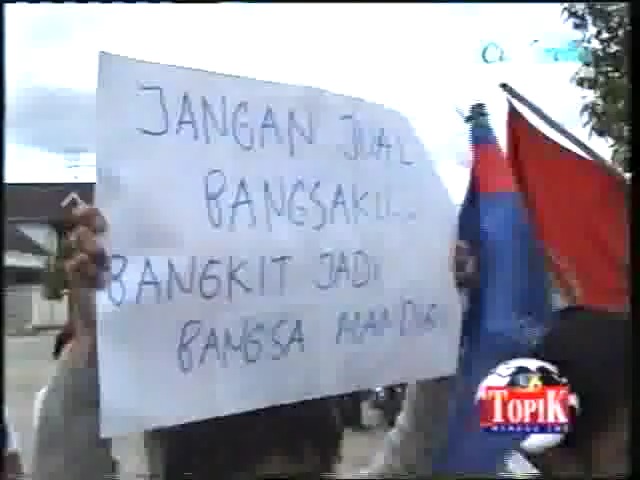 JANGAN JUAL
BANGSAKU...
BANGKIT JADI
BANGSA MANDIRI
TOPIK